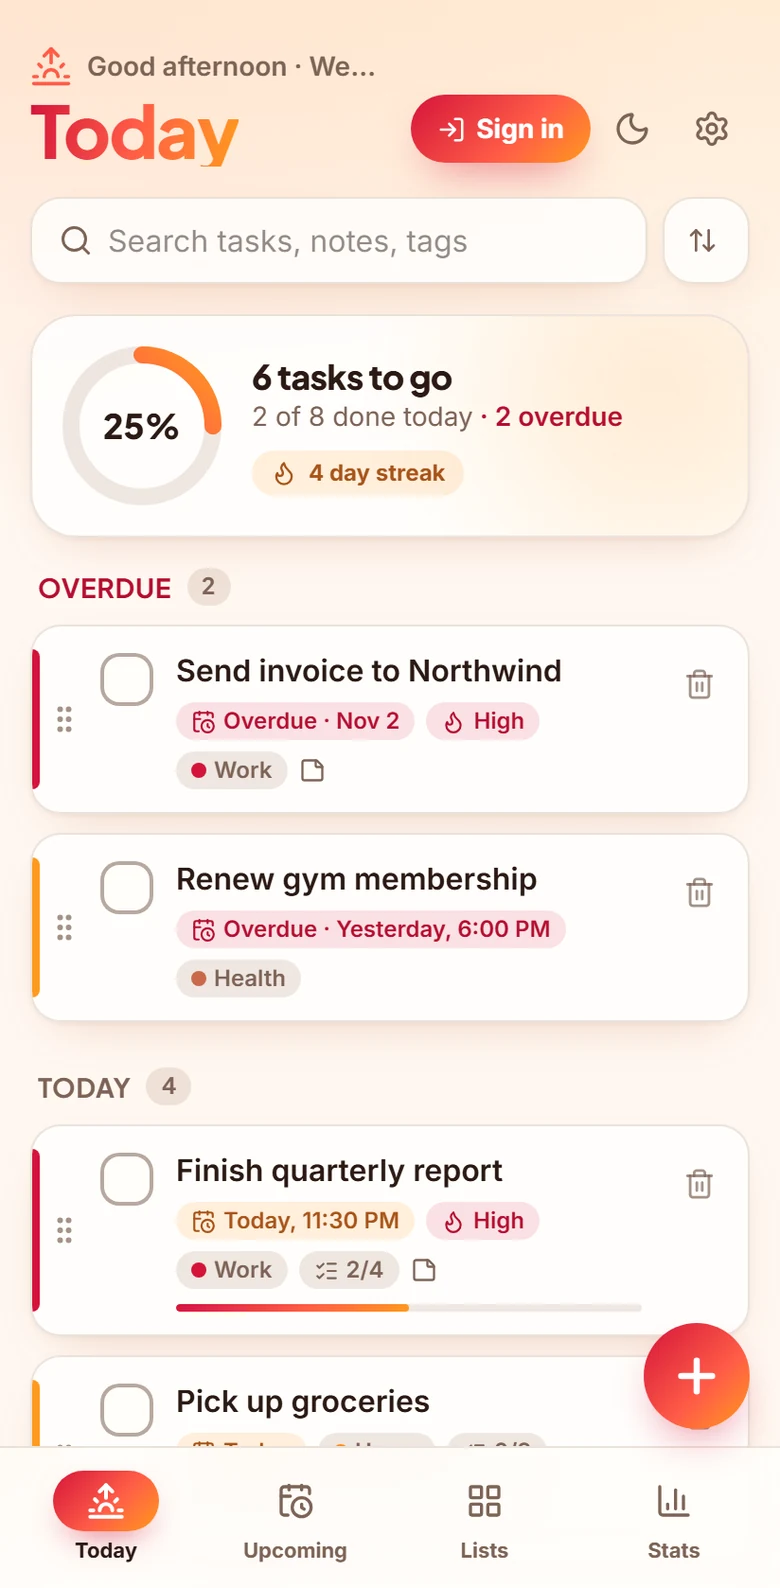 Good afternoon · We...
Today
Sign in
Search tasks, notes, tags
25%
6 tasks to go
2 of 8 done today · 2 overdue
4 day streak
OVERDUE 2
Send invoice to Northwind
Overdue · Nov 2 High
Work
Renew gym membership
Overdue · Yesterday, 6:00 PM
Health
TODAY 4
Finish quarterly report
Today, 11:30 PM High
Work 2/4
Pick up groceries
Today Upcoming Lists Stats